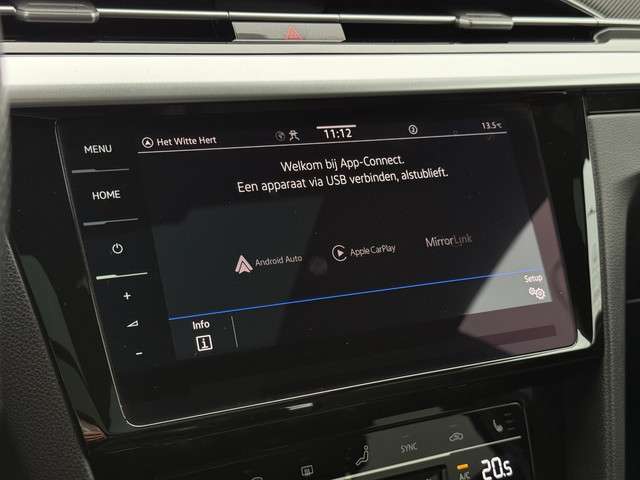 MENU
HOME
+
-
Het Witte Hert
11:12
2
13.5°C
Welkom bij App-Connect.
Een apparaat via USB verbinden, alstublieft.
Android Auto
Apple CarPlay
MirrorLink
Setup
Info
i
SYNC
A/C
20.5